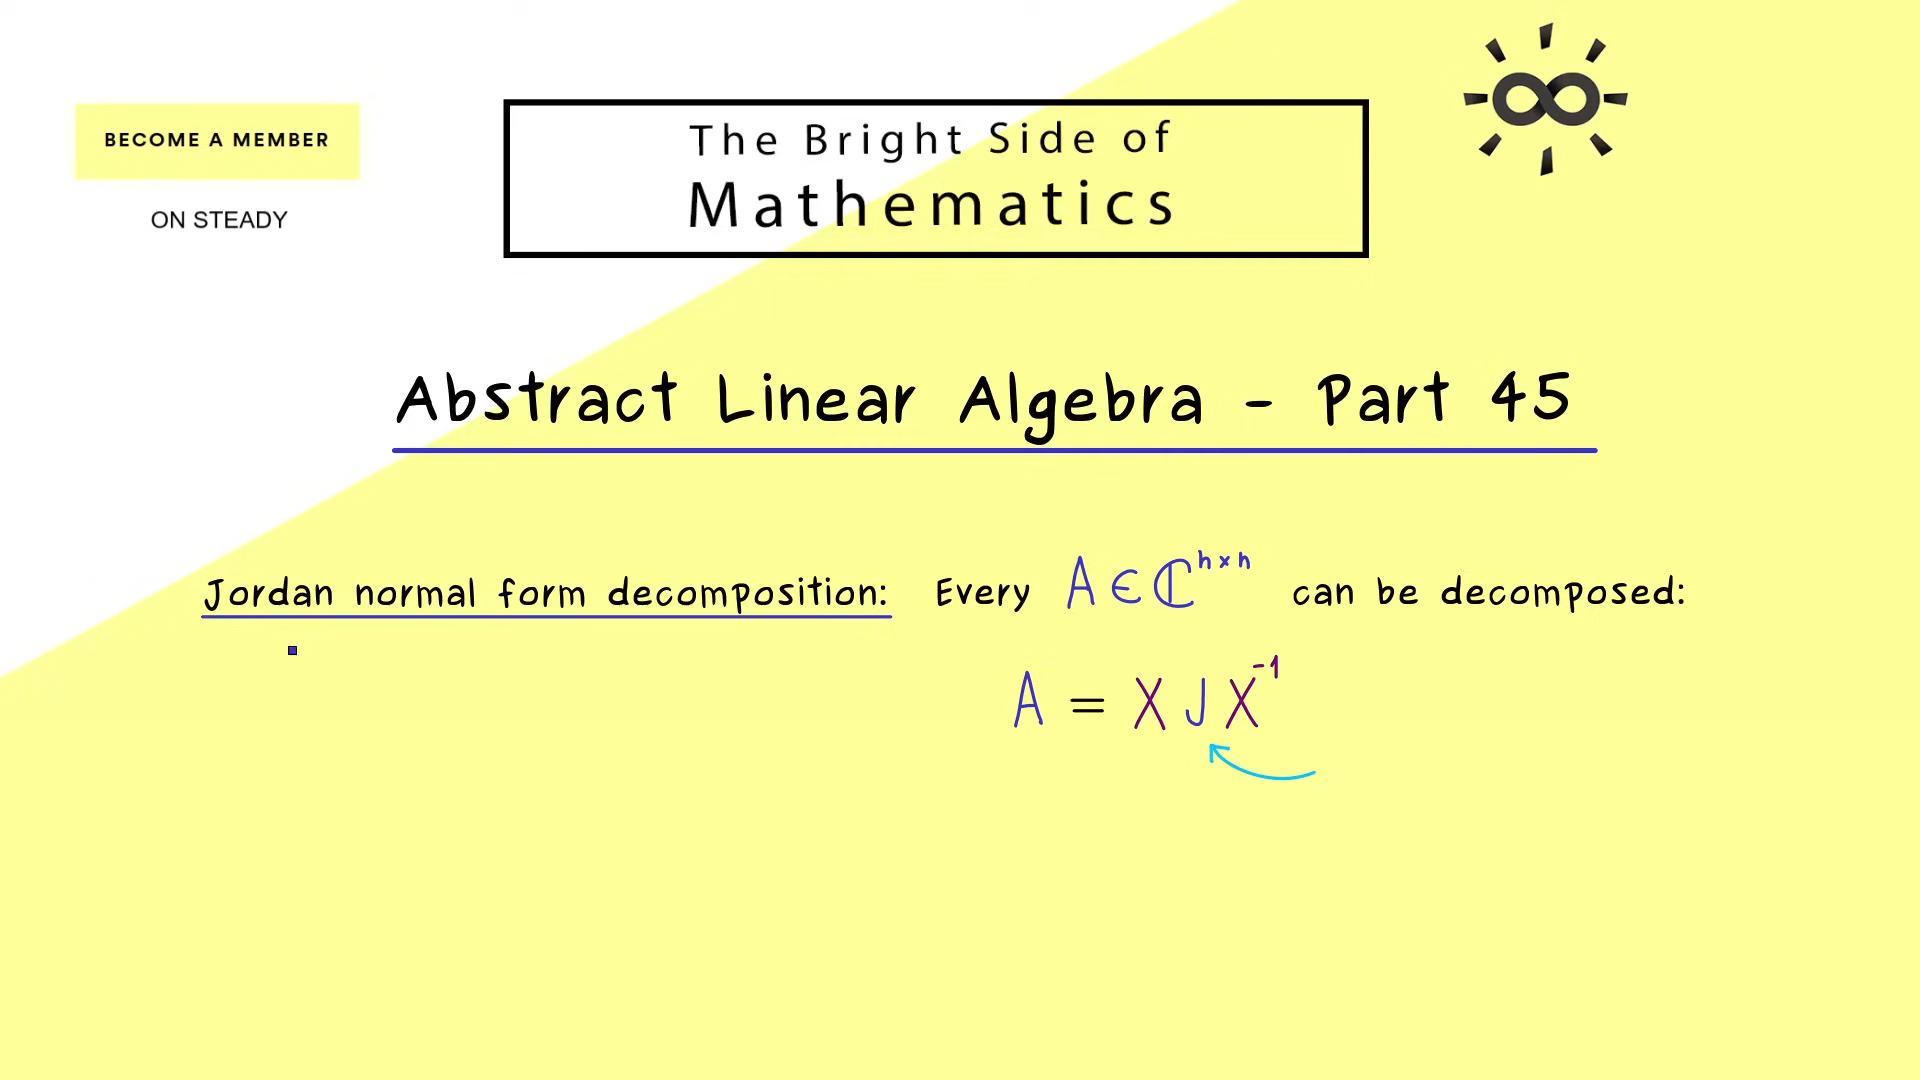 BECOME A MEMBER
ON STEADY
The Bright Side of
Mathematics
Abstract Linear Algebra - Part 45
Jordan normal form decomposition: Every A ∈ ℂⁿˣⁿ can be decomposed:
A = X J X⁻¹